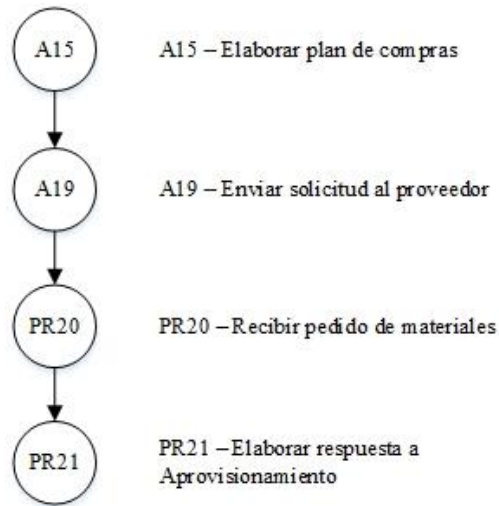 A15
A15 – Elaborar plan de compras
A19
A19 – Enviar solicitud al proveedor
PR20
PR20 – Recibir pedido de materiales
PR21
PR21 – Elaborar respuesta a
Aprovisionamiento